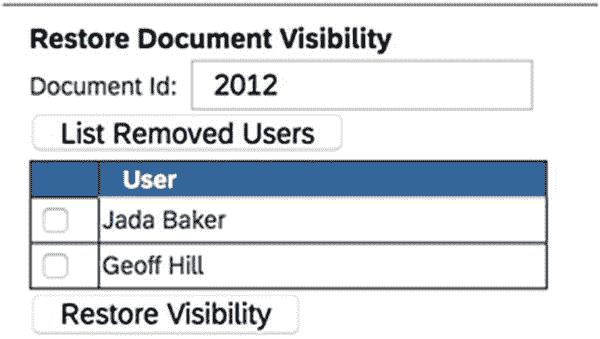 Restore Document Visibility
Document Id: 2012
List Removed Users
User
Jada Baker
Geoff Hill
Restore Visibility